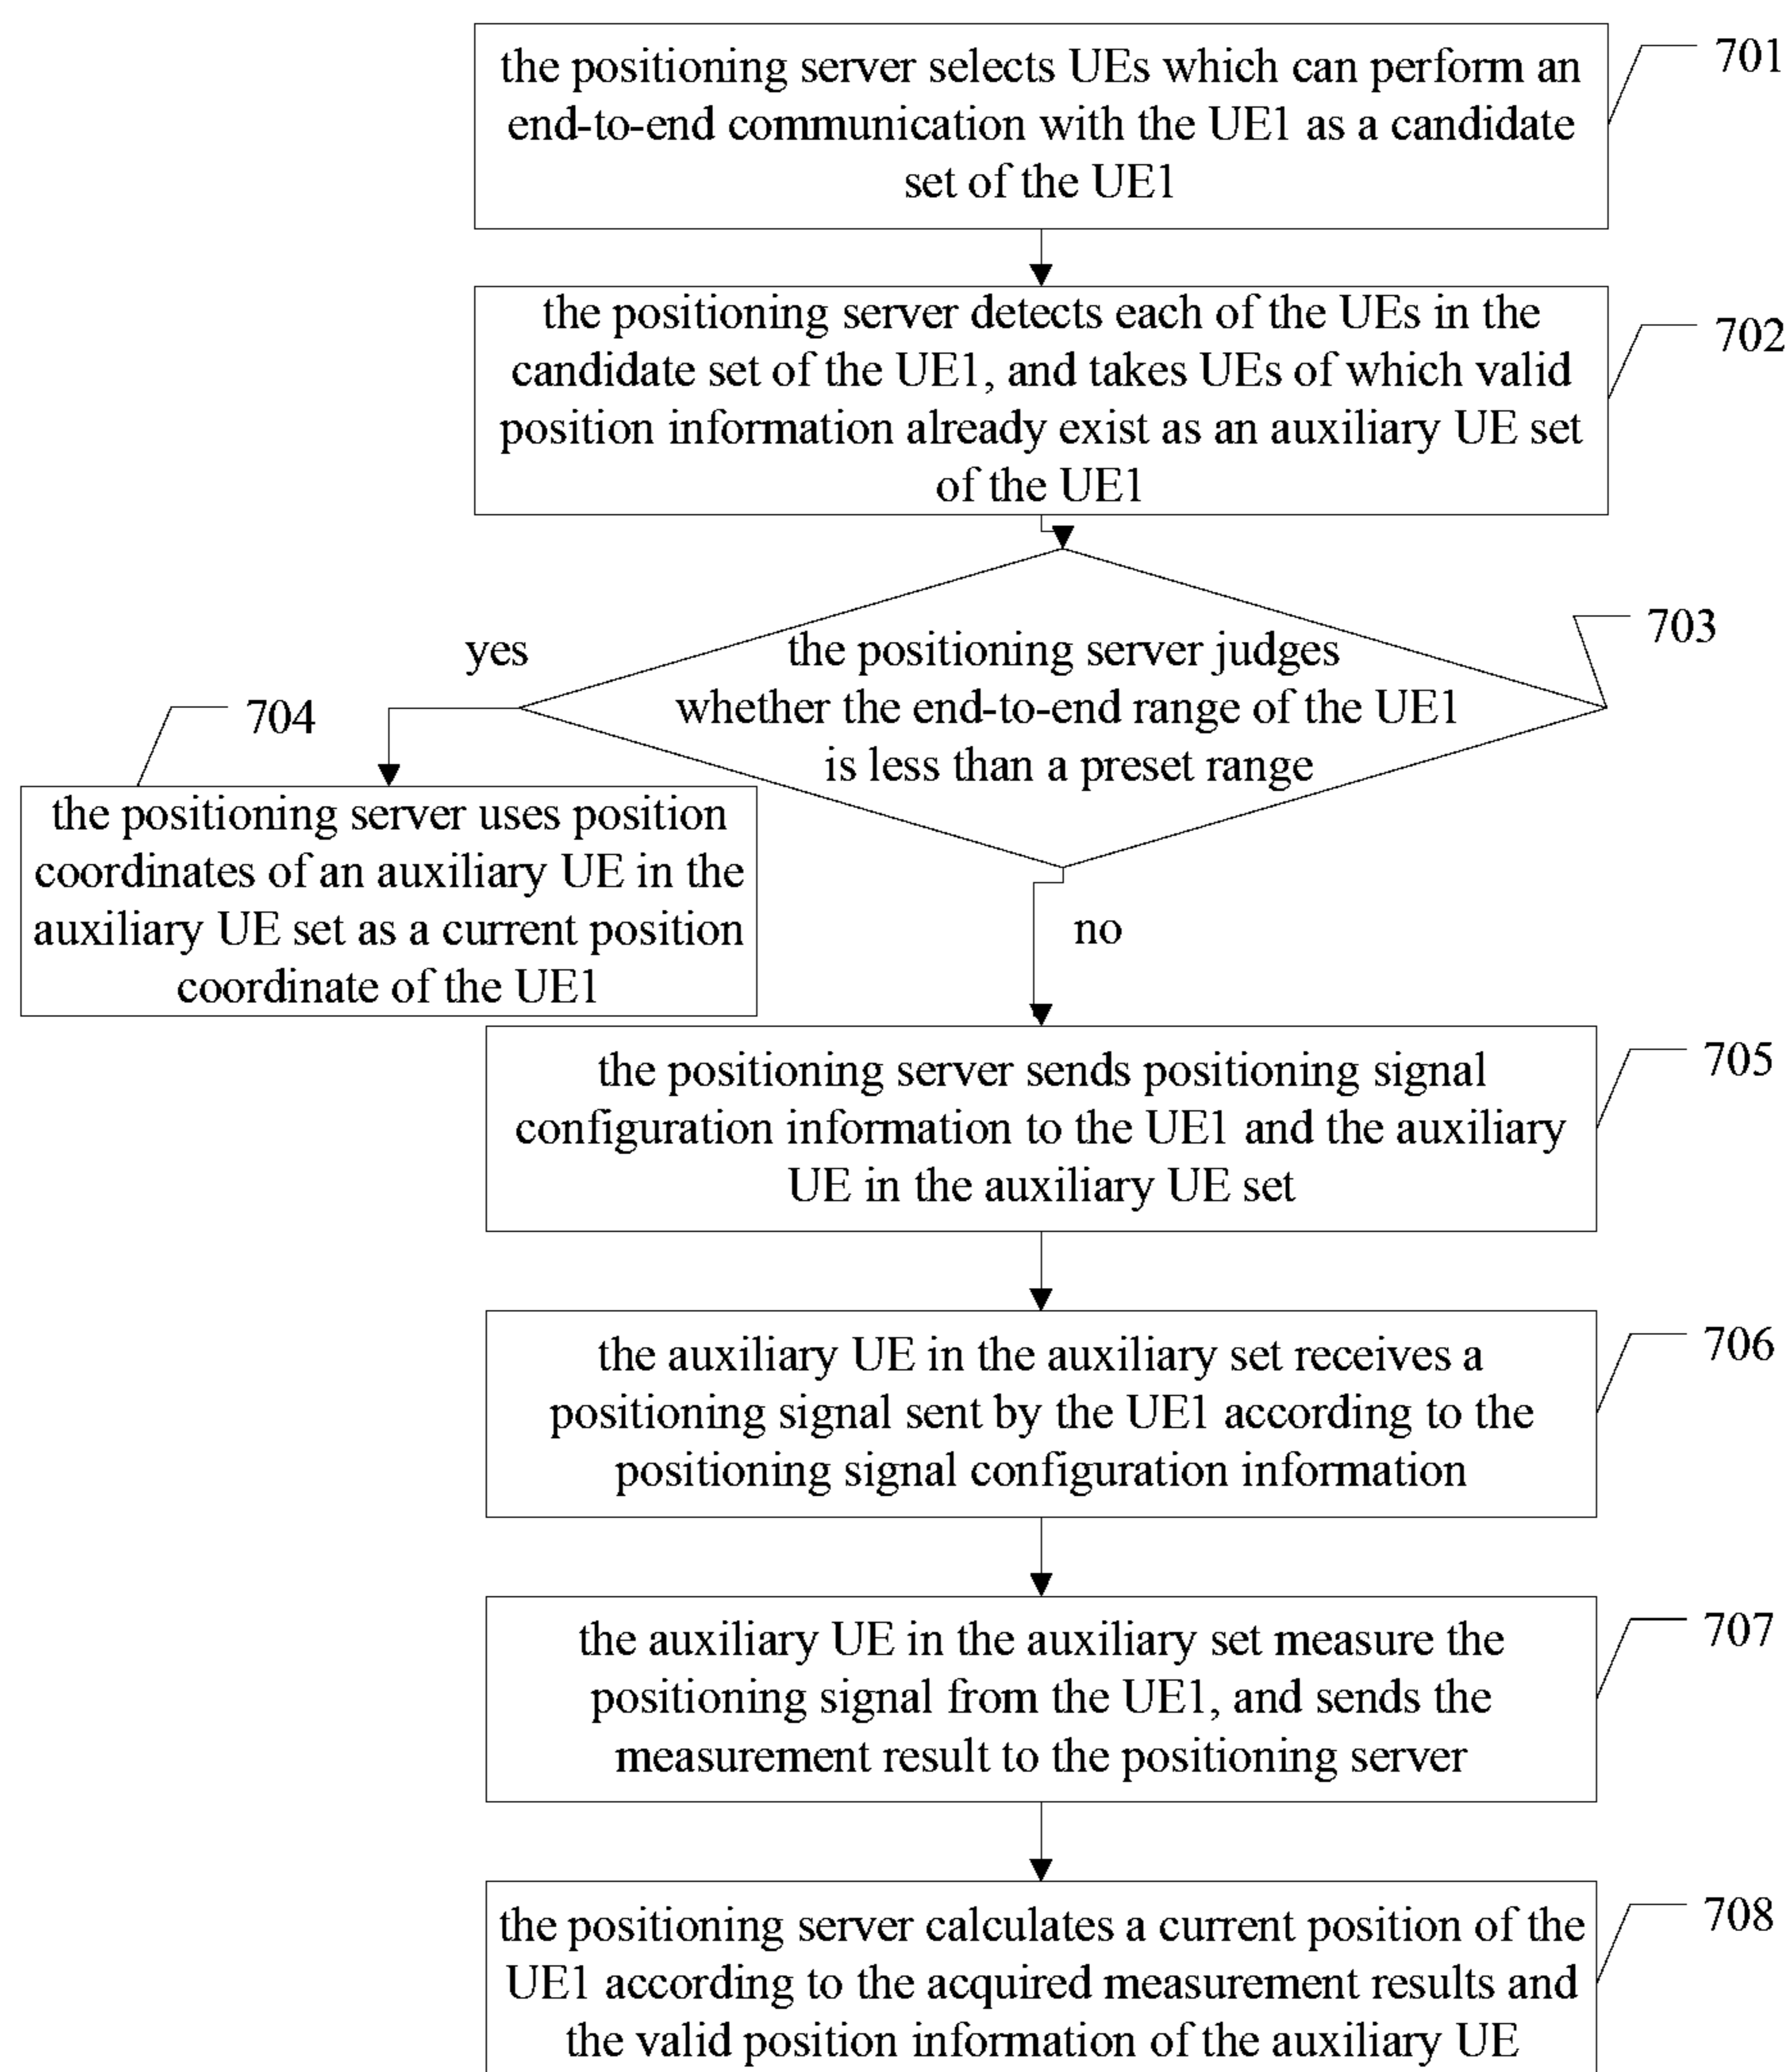 the positioning server selects UEs which can perform an
end-to-end communication with the UE1 as a candidate
set of the UE1
701
the positioning server detects each of the UEs in the
candidate set of the UE1, and takes UEs of which valid
position information already exist as an auxiliary UE set
of the UE1
702
the positioning server judges
whether the end-to-end range of the UE1
is less than a preset range
703
yes
704
the positioning server uses position
coordinates of an auxiliary UE in the
auxiliary UE set as a current position
coordinate of the UE1
no
the positioning server sends positioning signal
configuration information to the UE1 and the auxiliary
UE in the auxiliary UE set
705
the auxiliary UE in the auxiliary set receives a
positioning signal sent by the UE1 according to the
positioning signal configuration information
706
the auxiliary UE in the auxiliary set measure the
positioning signal from the UE1, and sends the
measurement result to the positioning server
707
the positioning server calculates a current position of the
UE1 according to the acquired measurement results and
the valid position information of the auxiliary UE
708